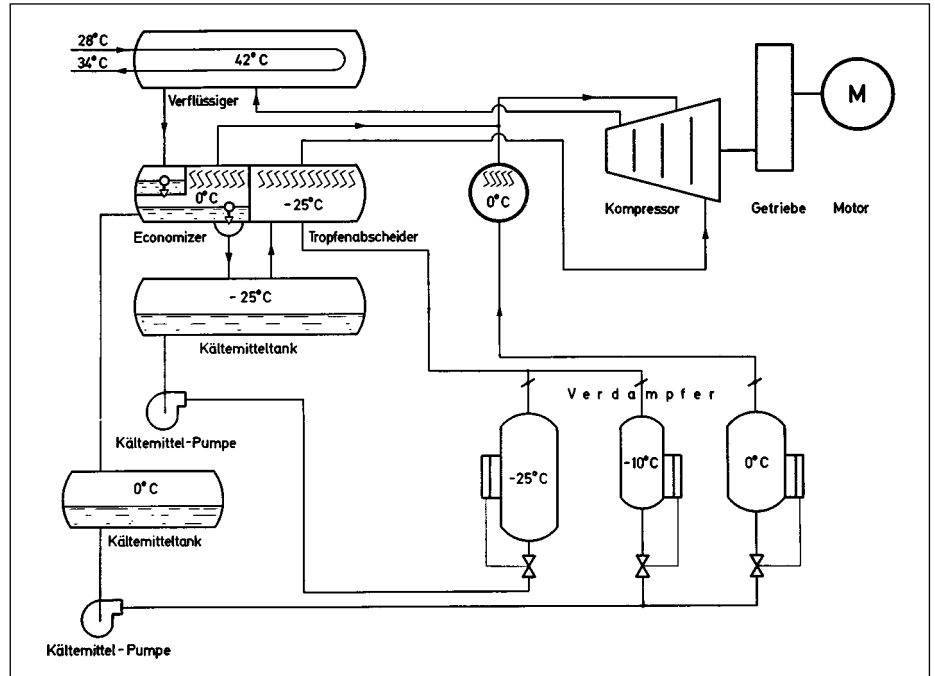 28°C
34°C
42°C
Verflüssiger
M
0°C
-25°C
0°C
Kompressor
Getriebe
Motor
Economizer
Tropfenabscheider
- 25°C
Kältemitteltank
Verdampfer
Kältemittel-Pumpe
-25°C
-10°C
0°C
0°C
Kältemitteltank
Kältemittel-Pumpe